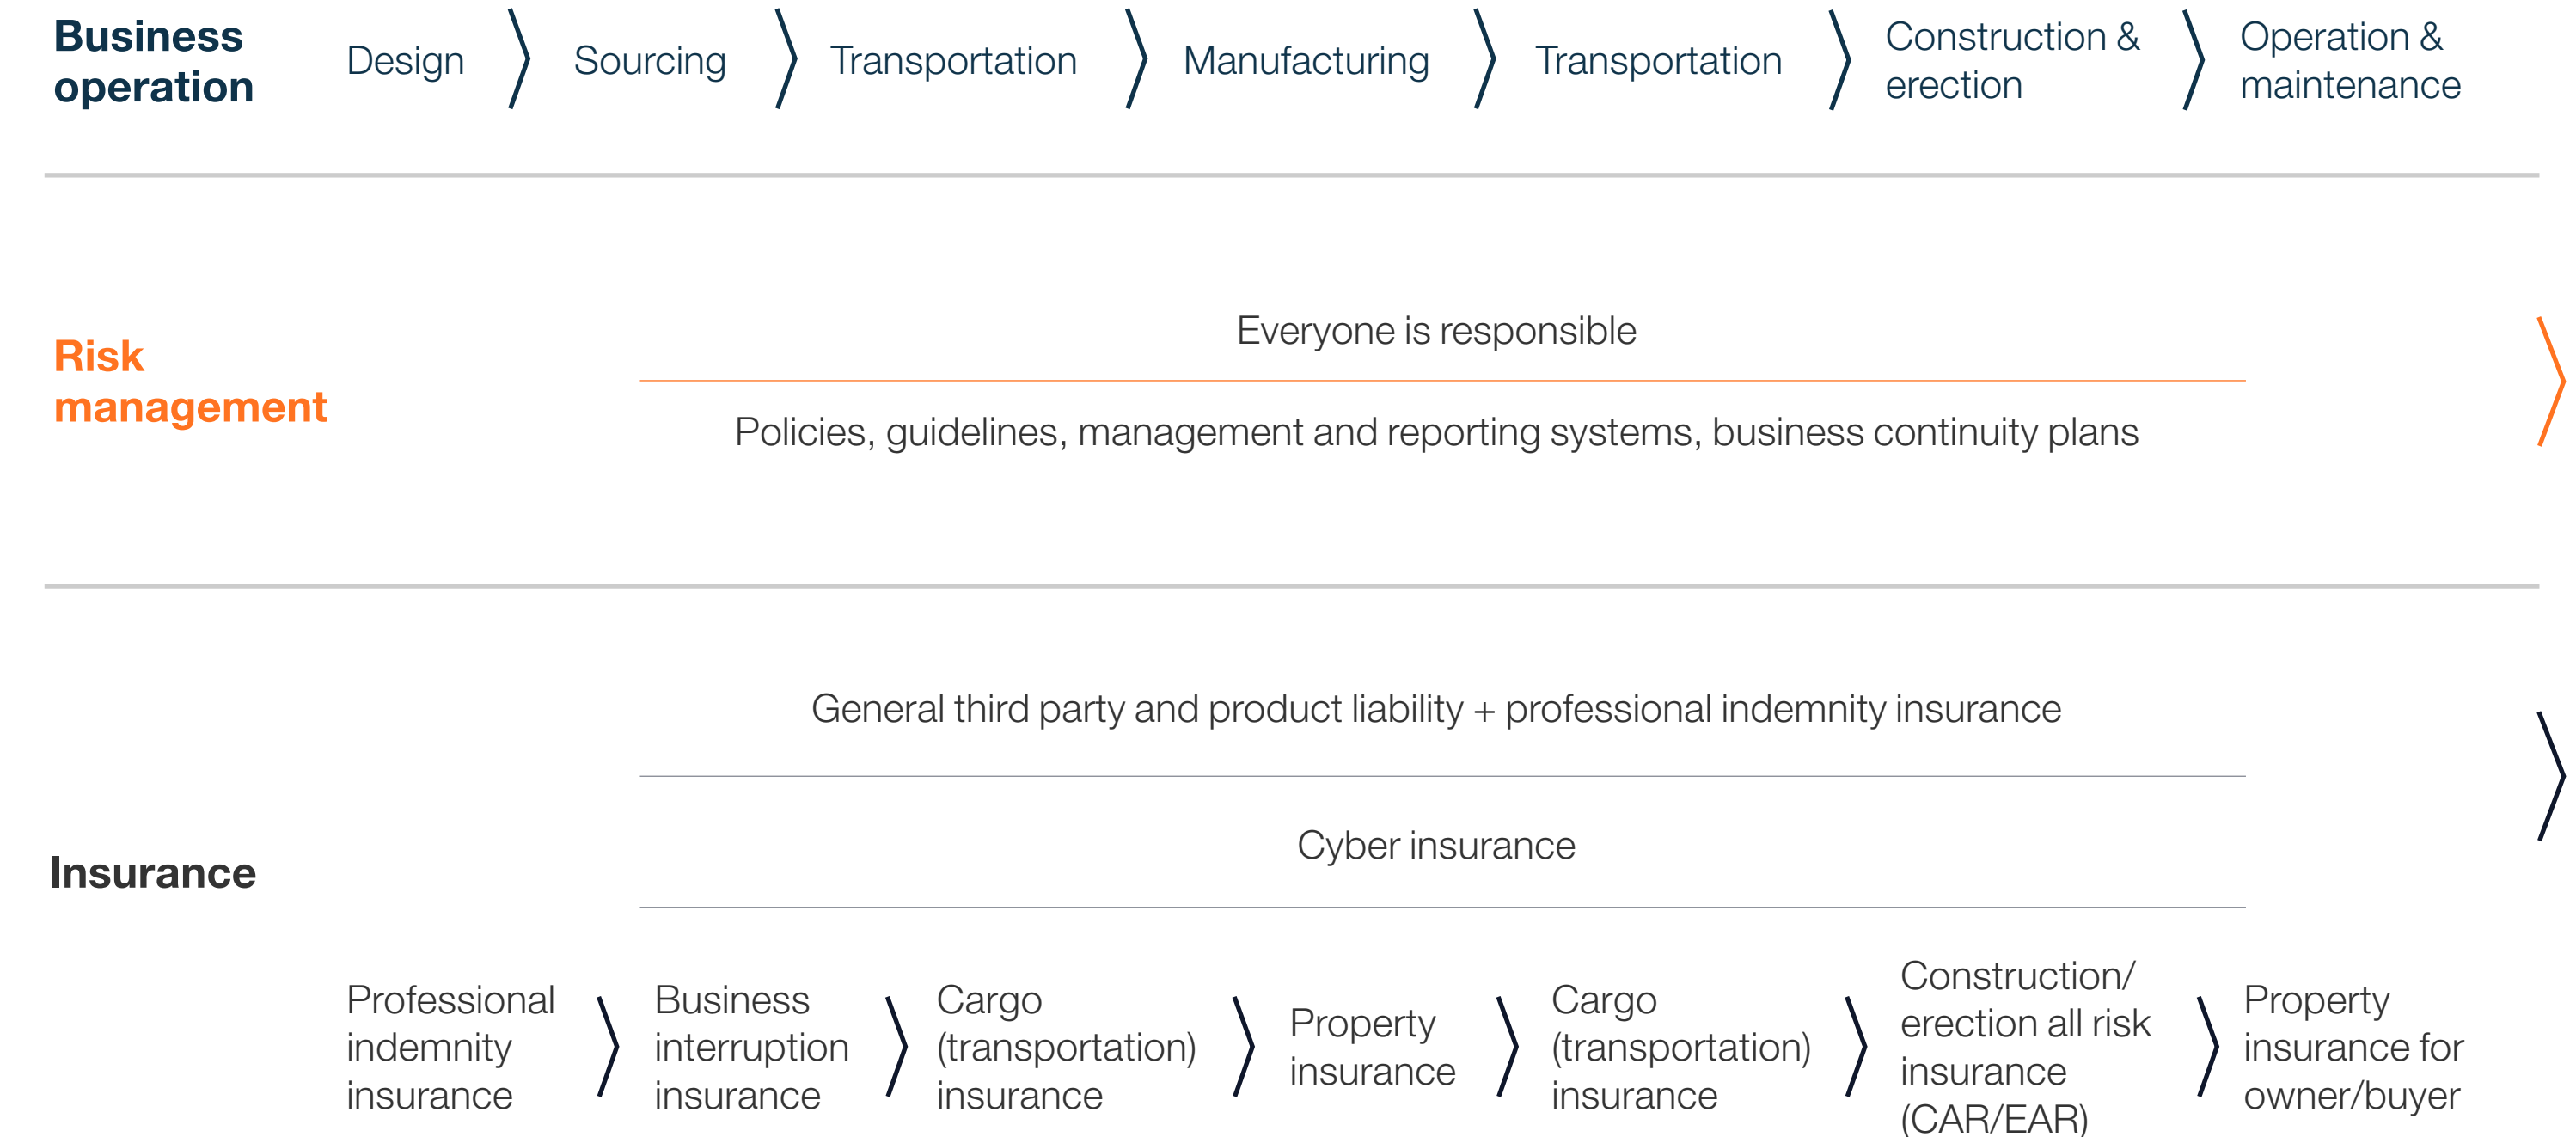 Business
operation
Design
Sourcing
Transportation
Manufacturing
Transportation
Construction &
erection
Operation &
maintenance
Risk
management
Everyone is responsible
Policies, guidelines, management and reporting systems, business continuity plans
Insurance
General third party and product liability + professional indemnity insurance
Cyber insurance
Professional
indemnity
insurance
Business
interruption
insurance
Cargo
(transportation)
insurance
Property
insurance
Cargo
(transportation)
insurance
Construction/
erection all risk
insurance
(CAR/EAR)
Property
insurance for
owner/buyer